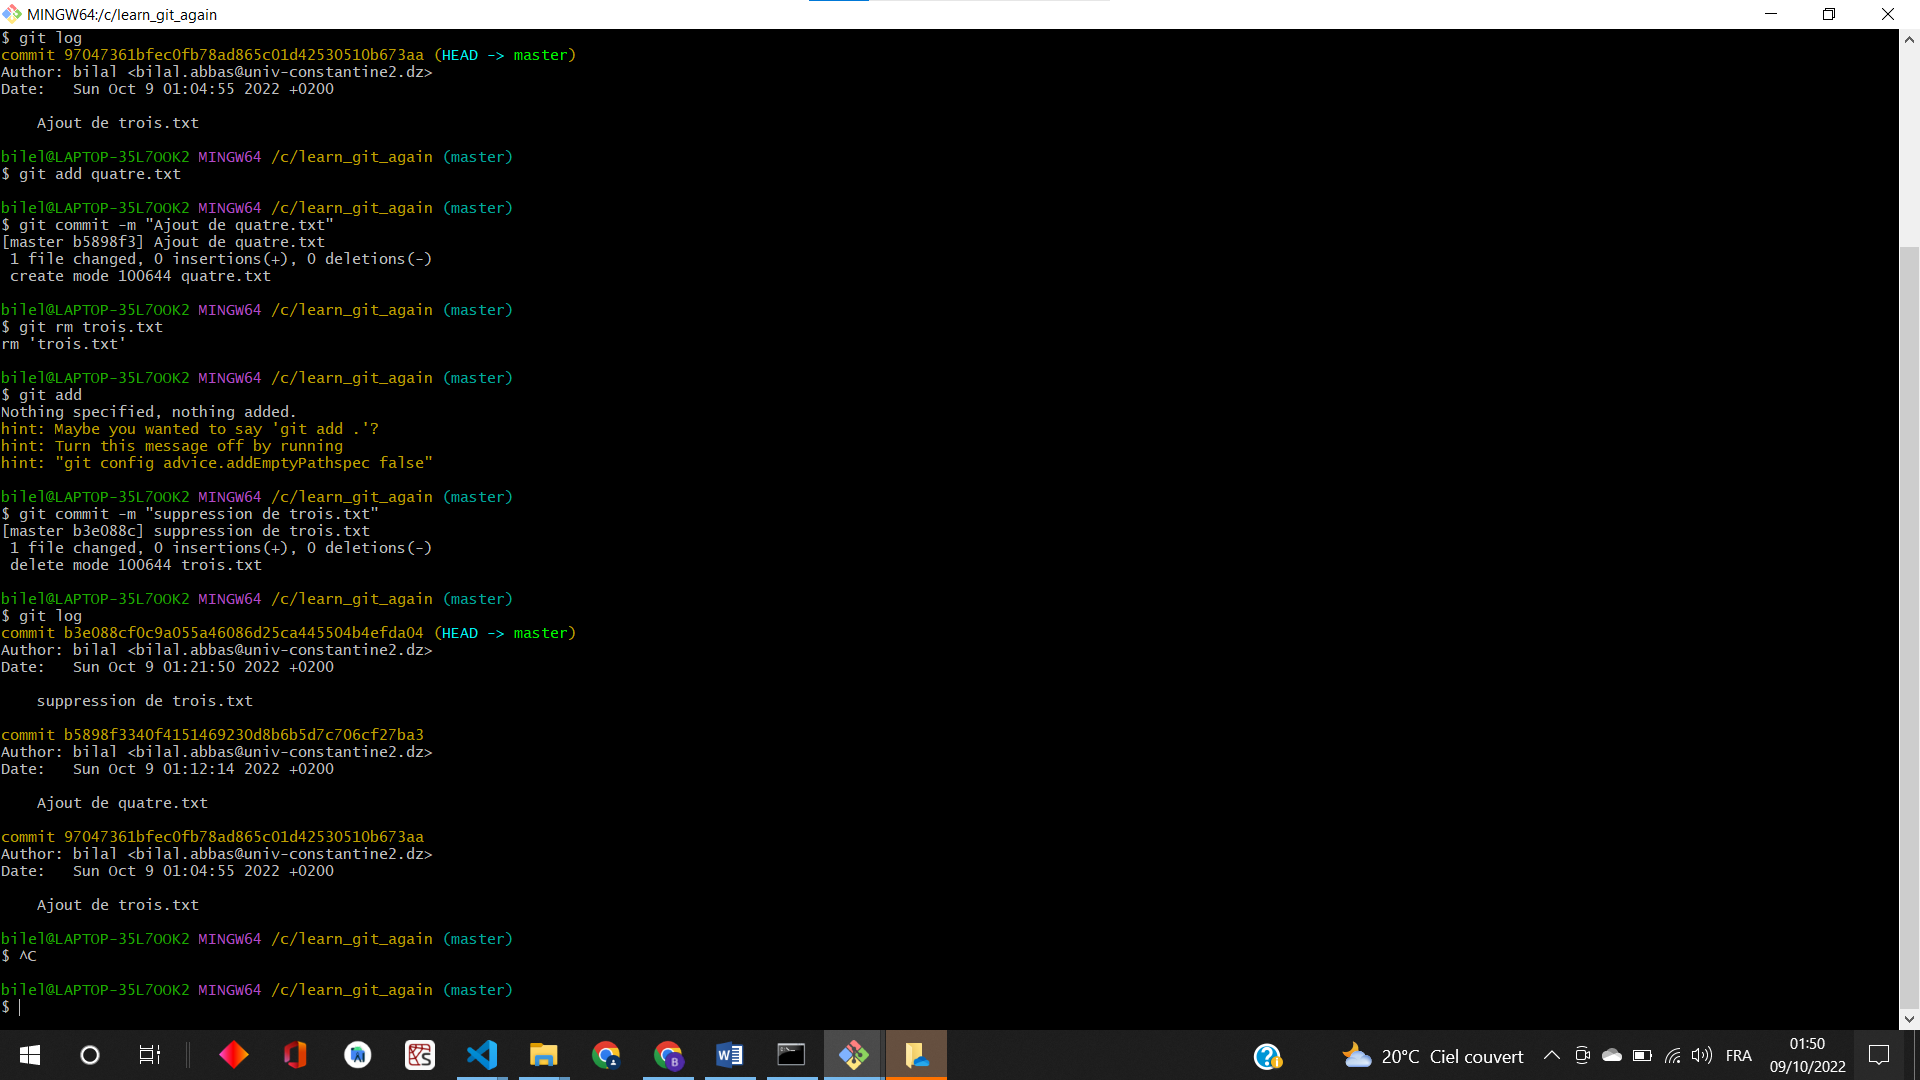 MINGW64:/c/learn_git_again
$ git log
commit 97047361bfec0fb78ad865c01d42530510b673aa (HEAD -> master)
Author: bilal <bilal.abbas@univ-constantine2.dz>
Date:   Sun Oct 9 01:04:55 2022 +0200
    Ajout de trois.txt
bilel@LAPTOP-35L7OOK2 MINGW64 /c/learn_git_again (master)
$ git add quatre.txt
bilel@LAPTOP-35L7OOK2 MINGW64 /c/learn_git_again (master)
$ git commit -m "Ajout de quatre.txt"
[master b5898f3] Ajout de quatre.txt
 1 file changed, 0 insertions(+), 0 deletions(-)
 create mode 100644 quatre.txt
bilel@LAPTOP-35L7OOK2 MINGW64 /c/learn_git_again (master)
$ git rm trois.txt
rm 'trois.txt'
bilel@LAPTOP-35L7OOK2 MINGW64 /c/learn_git_again (master)
$ git add
Nothing specified, nothing added.
hint: Maybe you wanted to say 'git add .'?
hint: Turn this message off by running
hint: "git config advice.addEmptyPathspec false"
bilel@LAPTOP-35L7OOK2 MINGW64 /c/learn_git_again (master)
$ git commit -m "suppression de trois.txt"
[master b3e088c] suppression de trois.txt
 1 file changed, 0 insertions(+), 0 deletions(-)
 delete mode 100644 trois.txt
bilel@LAPTOP-35L7OOK2 MINGW64 /c/learn_git_again (master)
$ git log
commit b3e088cf0c9a055a46086d25ca445504b4efda04 (HEAD -> master)
Author: bilal <bilal.abbas@univ-constantine2.dz>
Date:   Sun Oct 9 01:21:50 2022 +0200
    suppression de trois.txt
commit b5898f3340f4151469230d8b6b5d7c706cf27ba3
Author: bilal <bilal.abbas@univ-constantine2.dz>
Date:   Sun Oct 9 01:12:14 2022 +0200
    Ajout de quatre.txt
commit 97047361bfec0fb78ad865c01d42530510b673aa
Author: bilal <bilal.abbas@univ-constantine2.dz>
Date:   Sun Oct 9 01:04:55 2022 +0200
    Ajout de trois.txt
bilel@LAPTOP-35L7OOK2 MINGW64 /c/learn_git_again (master)
$ ^C
bilel@LAPTOP-35L7OOK2 MINGW64 /c/learn_git_again (master)
$
20°C Ciel couvert
FRA
01:50
09/10/2022